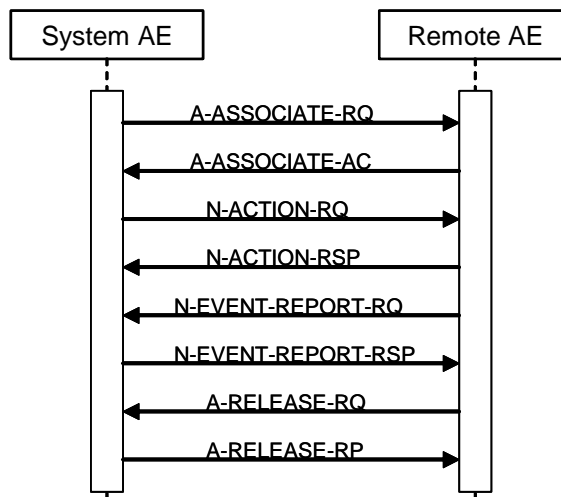 System AE
Remote AE
A-ASSOCIATE-RQ
A-ASSOCIATE-AC
N-ACTION-RQ
N-ACTION-RSP
N-EVENT-REPORT-RQ
N-EVENT-REPORT-RSP
A-RELEASE-RQ
A-RELEASE-RP